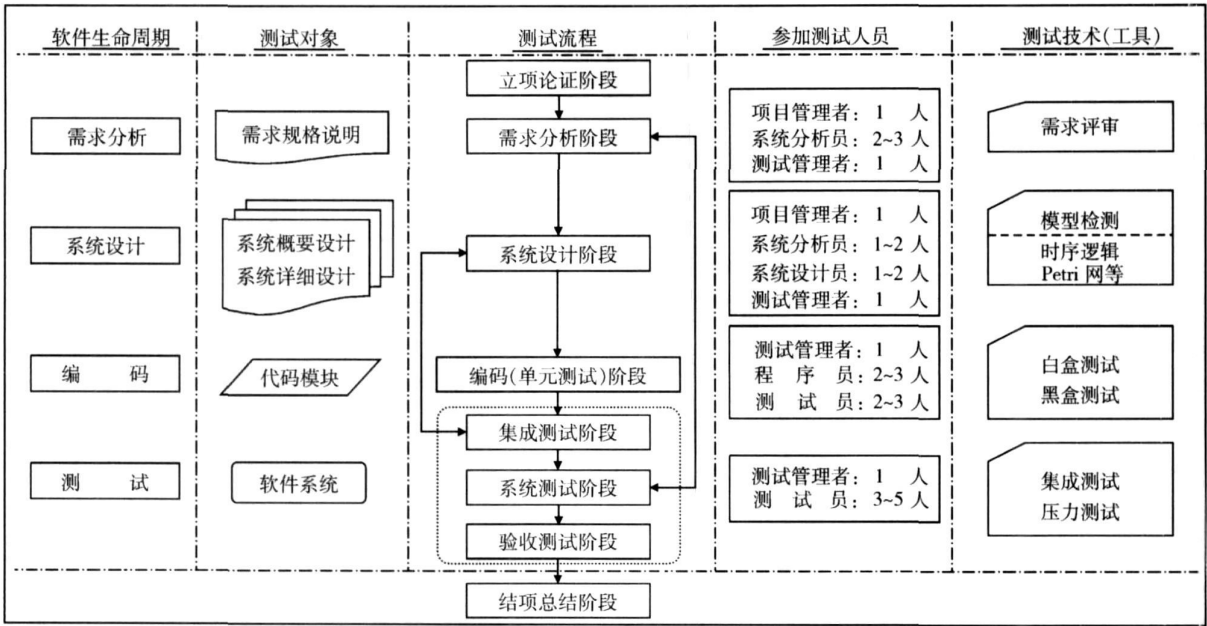 软件生命周期
需求分析
系统设计
编 码
测 试
测试对象
需求规格说明
系统概要设计
系统详细设计
代码模块
软件系统
测试流程
立项论证阶段
需求分析阶段
系统设计阶段
编码(单元测试)阶段
集成测试阶段
系统测试阶段
验收测试阶段
结项总结阶段
参加测试人员
项目管理者：1 人
系统分析员：2~3人
测试管理者：1 人
项目管理者：1 人
系统分析员：1~2人
系统设计员：1~2人
测试管理者：1 人
测试管理者：1 人
程 序 员：2~3人
测 试 员：2~3人
测试管理者：1 人
测 试 员：3~5人
测试技术(工具)
需求评审
模型检测
时序逻辑
Petri 网等
白盒测试
黑盒测试
集成测试
压力测试